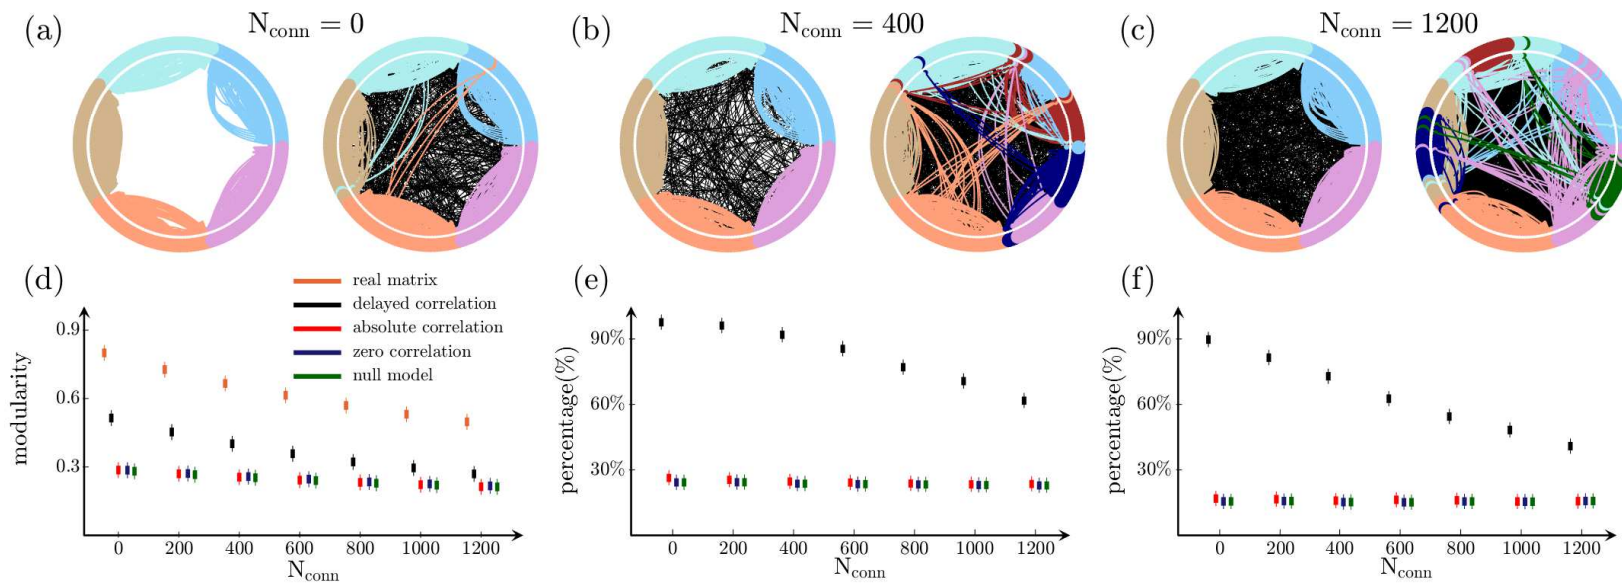 (a) N_conn = 0
(b) N_conn = 400
(c) N_conn = 1200
(d)
real matrix
delayed correlation
absolute correlation
zero correlation
null model
modularity
0.9
0.6
0.3
0 200 400 600 800 1000 1200
N_conn
(e)
percentage(%)
90%
60%
30%
0 200 400 600 800 1000 1200
N_conn
(f)
percentage(%)
90%
60%
30%
0 200 400 600 800 1000 1200
N_conn